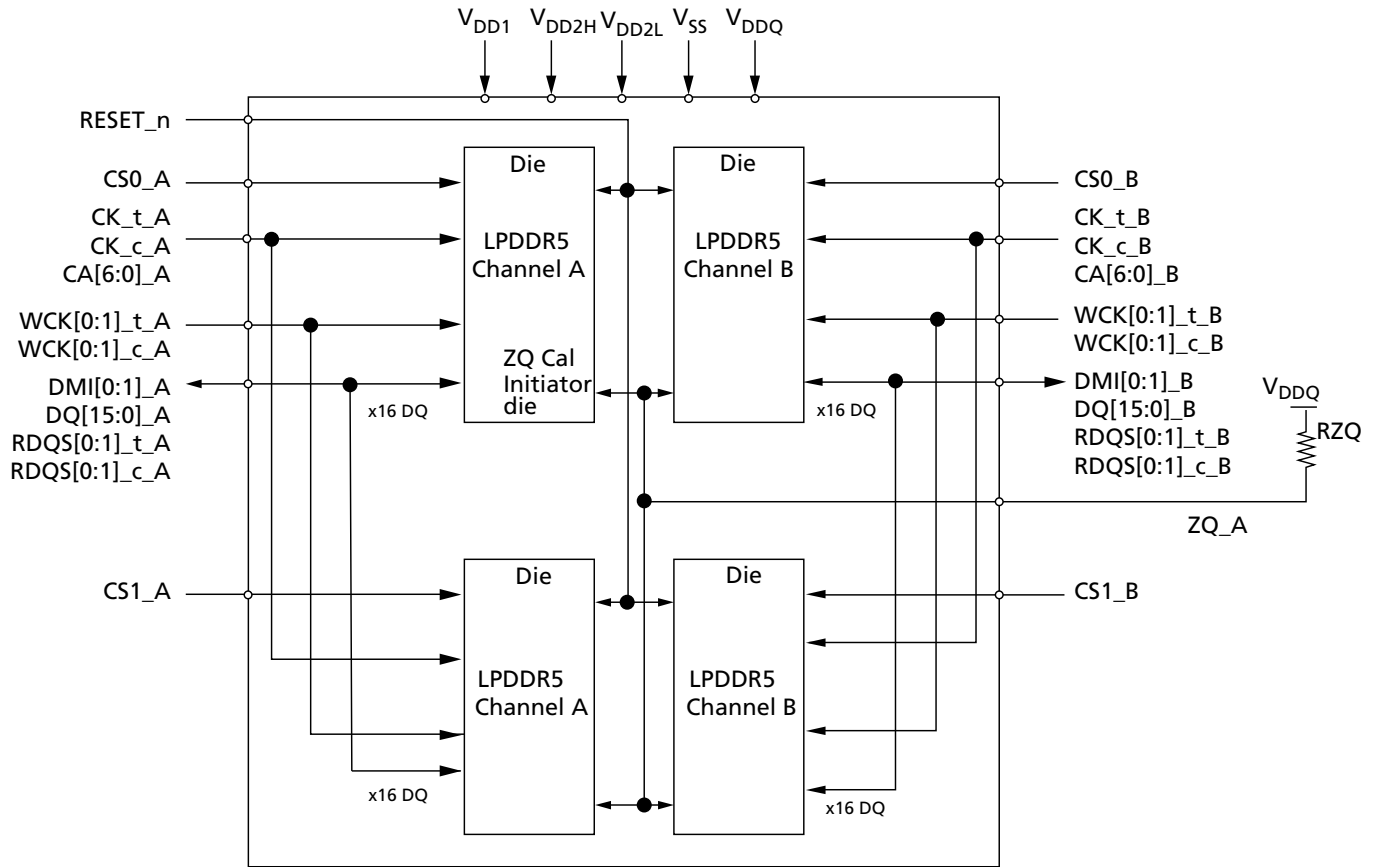 VDD1 VDD2H VDD2L VSS VDDQ
RESET_n
CS0_A
CK_t_A
CK_c_A
CA[6:0]_A
WCK[0:1]_t_A
WCK[0:1]_c_A
DMI[0:1]_A
DQ[15:0]_A
RDQS[0:1]_t_A
RDQS[0:1]_c_A
Die
LPDDR5
Channel A
ZQ Cal
Initiator
die
x16 DQ
Die
LPDDR5
Channel B
x16 DQ
CS0_B
CK_t_B
CK_c_B
CA[6:0]_B
WCK[0:1]_t_B
WCK[0:1]_c_B
DMI[0:1]_B
DQ[15:0]_B
RDQS[0:1]_t_B
RDQS[0:1]_c_B
VDDQ
RZQ
ZQ_A
CS1_A
Die
LPDDR5
Channel A
x16 DQ
Die
LPDDR5
Channel B
x16 DQ
CS1_B